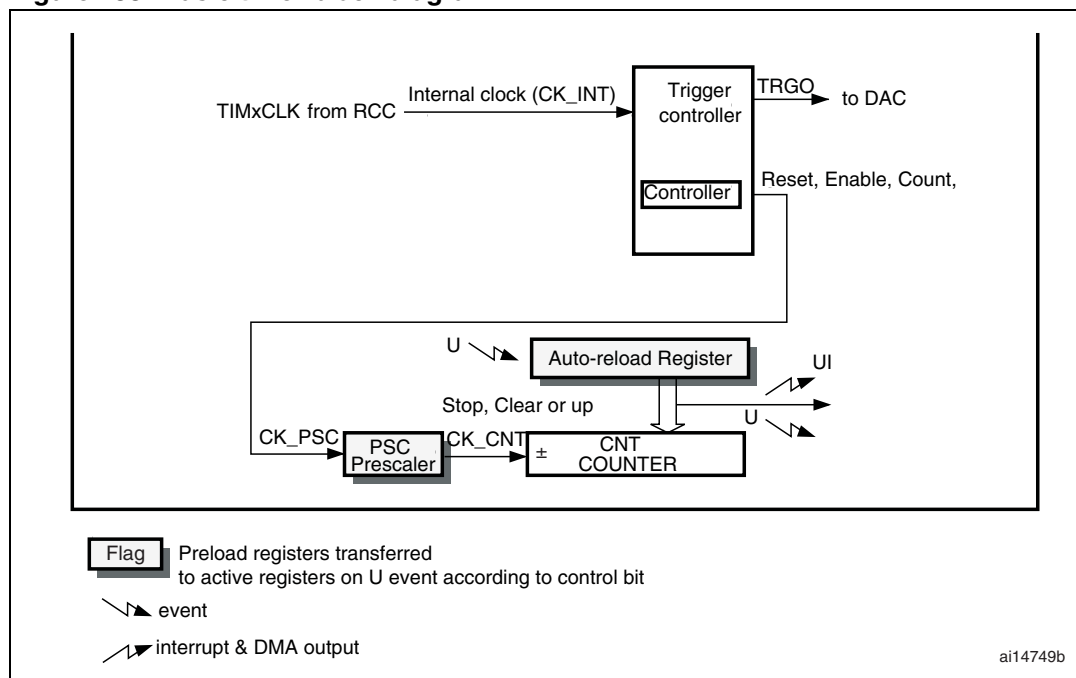 Trigger
controller
TRGO
to DAC
Internal clock (CK_INT)
TIMxCLK from RCC
Controller
Reset, Enable, Count,
U
Auto-reload Register
UI
Stop, Clear or up
U
CK_PSC
PSC
Prescaler
CK_CNT
±
CNT
COUNTER
Flag
Preload registers transferred
to active registers on U event according to control bit
event
interrupt & DMA output
ai14749b